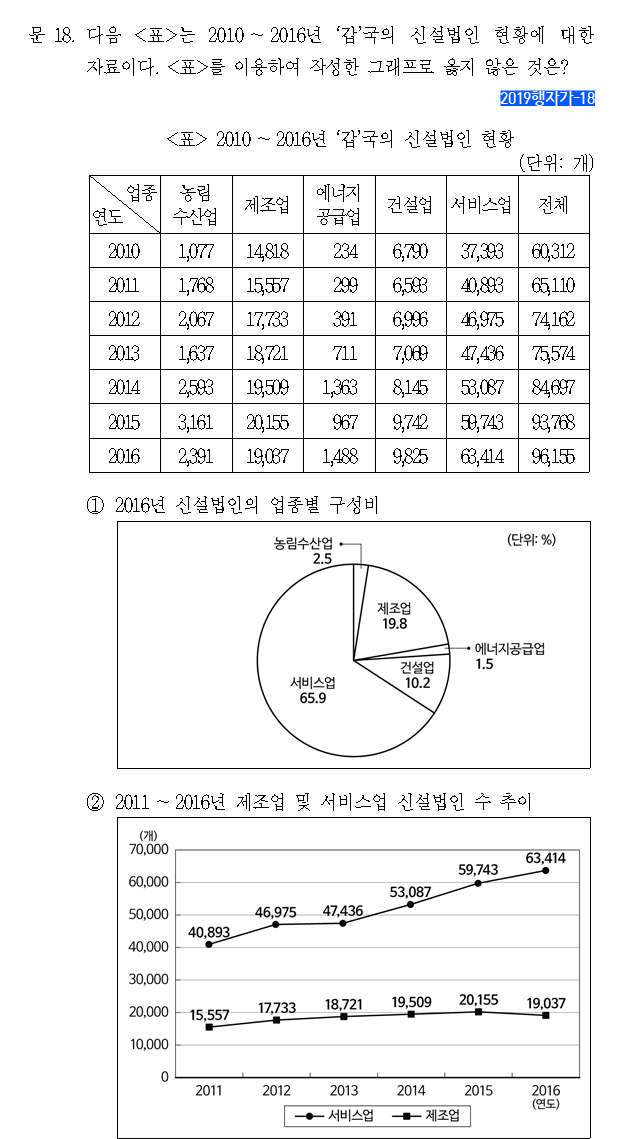 문 18. 다음 <표>는 2010 ~ 2016년 ‘갑’국의 신설법인 현황에 대한
자료이다. <표>를 이용하여 작성한 그래프로 옳지 않은 것은?
2019행자가-18
<표> 2010 ~ 2016년 ‘갑’국의 신설법인 현황
(단위: 개)
업종 연도 농림수산업 제조업 에너지공급업 건설업 서비스업 전체
2010 1,077 14,818 234 6,790 37,393 60,312
2011 1,768 15,557 299 6,593 40,893 65,110
2012 2,067 17,733 391 6,996 46,975 74,162
2013 1,637 18,721 711 7,069 47,436 75,574
2014 2,593 19,509 1,363 8,145 53,087 84,697
2015 3,161 20,155 967 9,742 59,743 93,768
2016 2,391 19,037 1,488 9,825 63,414 96,155
① 2016년 신설법인의 업종별 구성비
(단위: %)
농림수산업
2.5
제조업
19.8
에너지공급업
1.5
건설업
10.2
서비스업
65.9
② 2011 ~ 2016년 제조업 및 서비스업 신설법인 수 추이
(개)
70,000
60,000
50,000
40,000
30,000
20,000
10,000
0
40,893 46,975 47,436 53,087 59,743 63,414
15,557 17,733 18,721 19,509 20,155 19,037
2011 2012 2013 2014 2015 2016
(연도)
서비스업 제조업